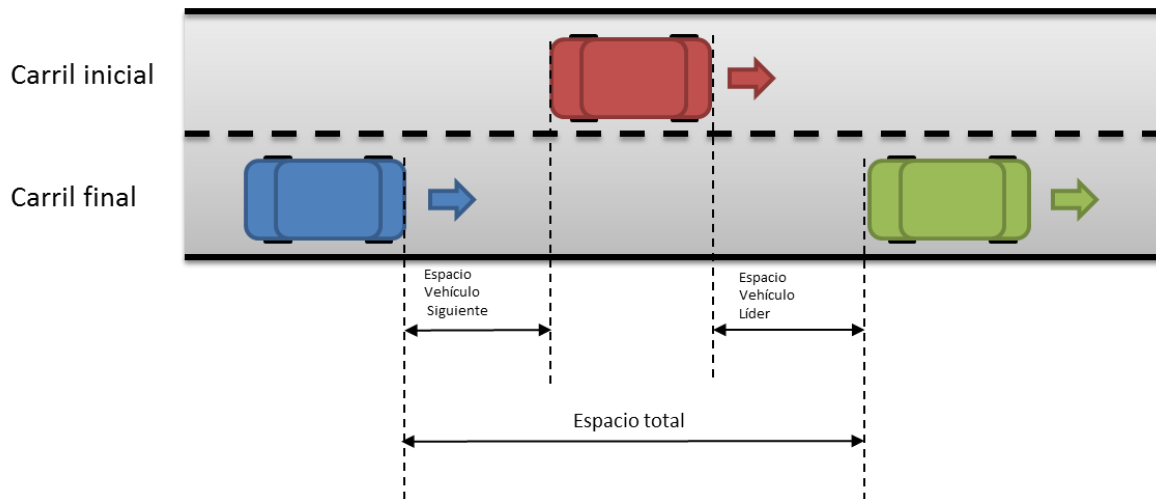 Carril inicial
Carril final
Espacio
Vehículo
Siguiente
Espacio
Vehículo
Líder
Espacio total